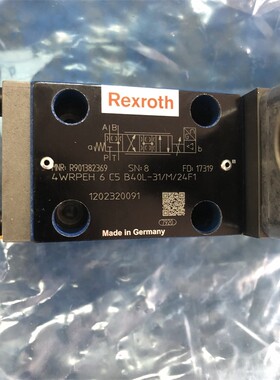 Rexroth
A B
a
P T
MNR: R901382369 SN: 8 FD: 17319
4WRPEH 6 C5 B40L-31/M/24F1
1202320091
Made in Germany